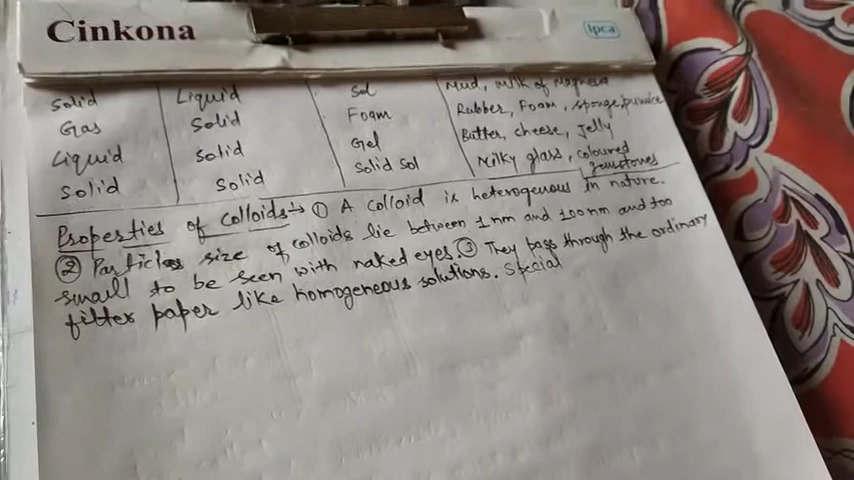 Cinkona
Ipca
Solid Liquid Sol Mud, milk of Magnesia
Gas Solid Foam Rubber, Foam, sponge, pumice
Liquid Solid Gel Butter, cheese, Jelly
Solid Solid Solid Sol Milky glass, coloured gemstones
Properties of colloids → ① A colloid is heterogenous in nature.
② Particles size of colloids lie between 1 nm and 100 nm and too
small to be seen with naked eyes. ③ They pass through the ordinary
filter paper like homogeneous solutions. Special